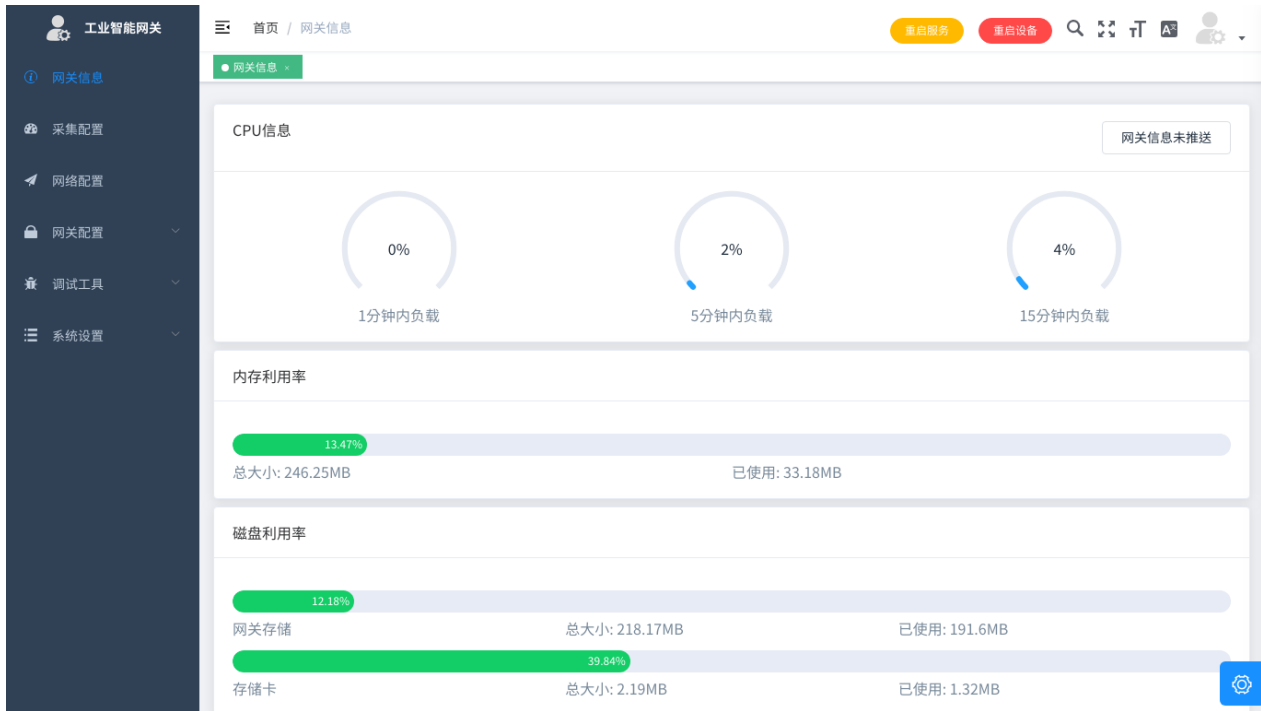 工业智能网关
首页 / 网关信息
重启服务
重启设备
网关信息 ×
网关信息
采集配置
网络配置
网关配置
调试工具
系统设置
CPU信息
网关信息未推送
0%
2%
4%
1分钟内负载
5分钟内负载
15分钟内负载
内存利用率
13.47%
总大小: 246.25MB
已使用: 33.18MB
磁盘利用率
12.18%
网关存储
总大小: 218.17MB
已使用: 191.6MB
39.84%
存储卡
总大小: 2.19MB
已使用: 1.32MB